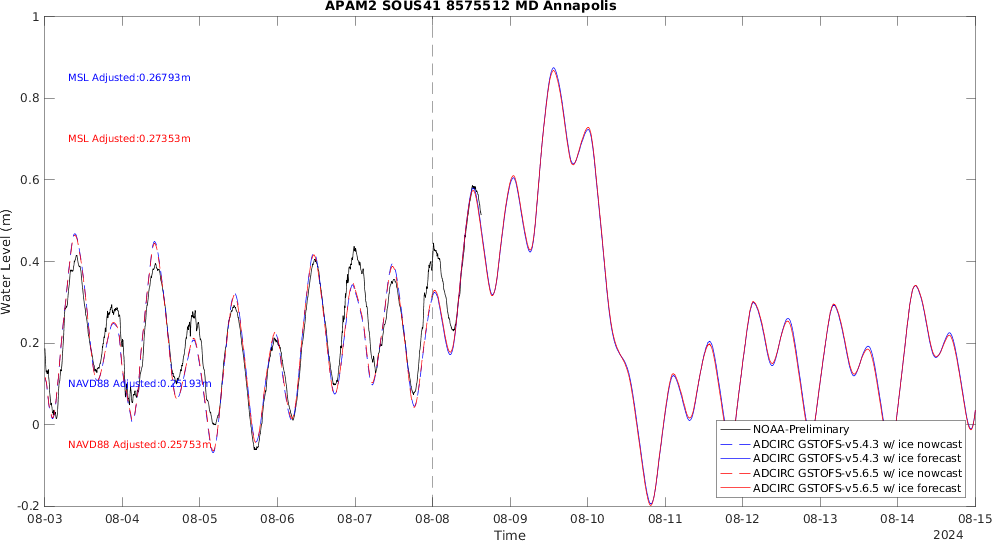 APAM2 SOUS41 8575512 MD Annapolis
1
MSL Adjusted:0.26793m
0.8
MSL Adjusted:0.27353m
0.6
0.4
Water Level (m)
0.2
NAVD88 Adjusted:0.25193m
0
NAVD88 Adjusted:0.25753m
NOAA-Preliminary
ADCIRC GSTOFS-v5.4.3 w/ ice nowcast
ADCIRC GSTOFS-v5.4.3 w/ ice forecast
ADCIRC GSTOFS-v5.6.5 w/ ice nowcast
ADCIRC GSTOFS-v5.6.5 w/ ice forecast
-0.2
08-03 08-04 08-05 08-06 08-07 08-08 08-09 08-10 08-11 08-12 08-13 08-14 08-15
Time
2024